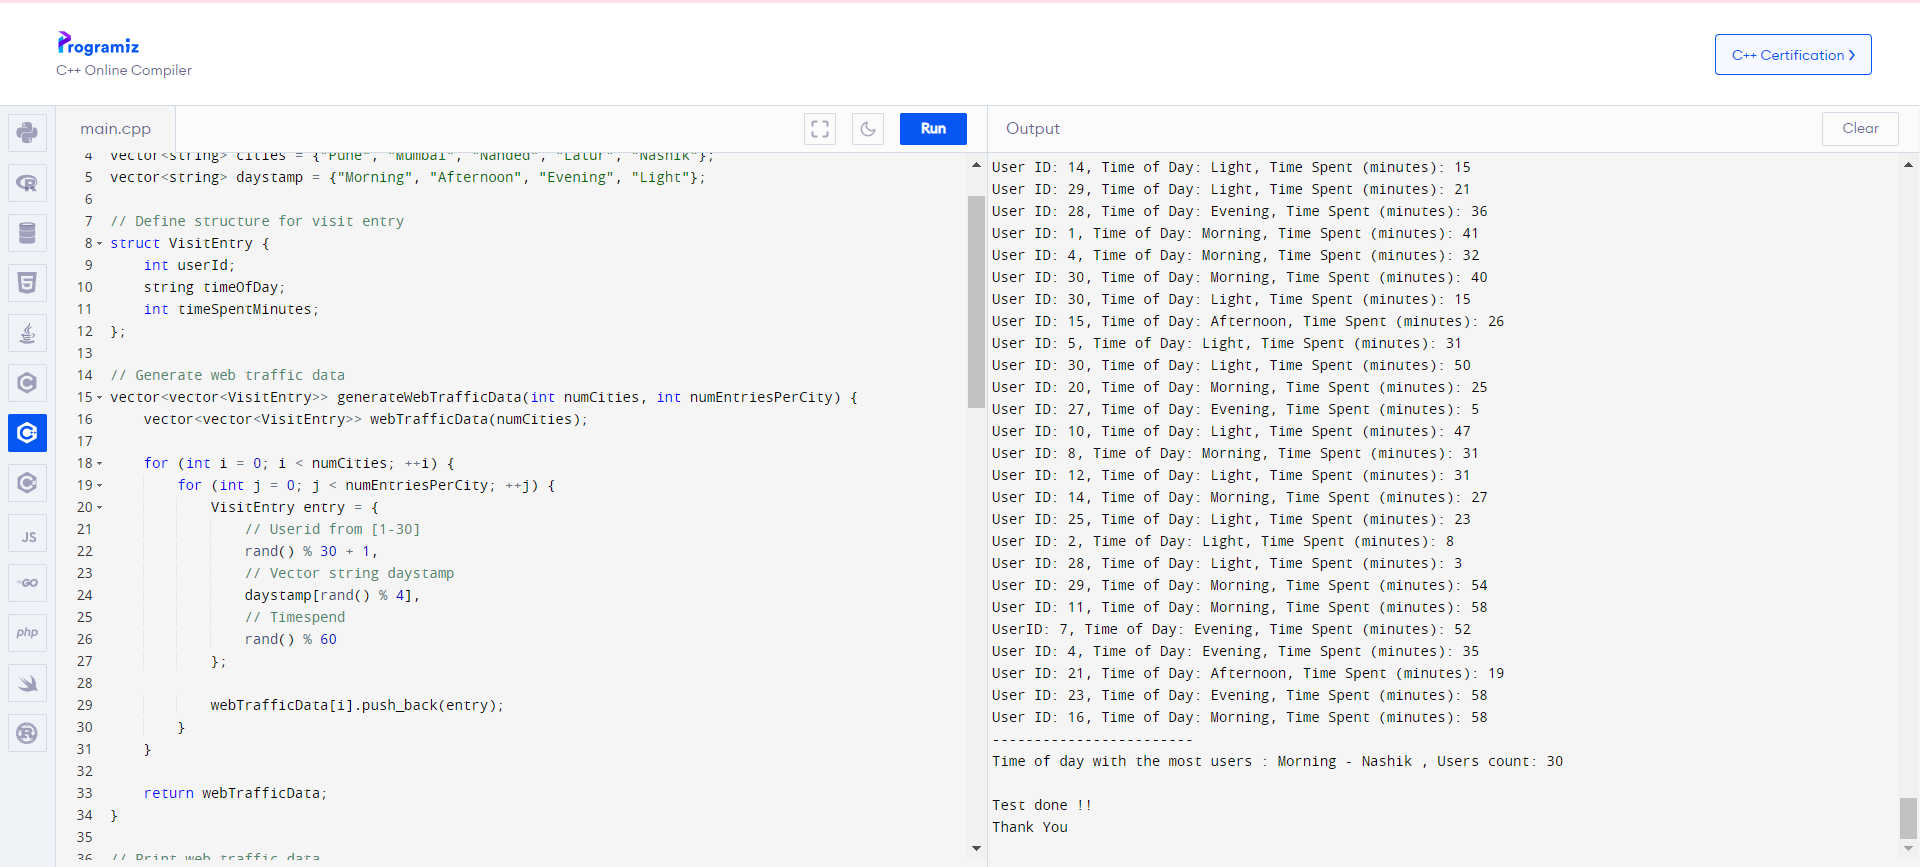 Programiz
C++ Online Compiler
C++ Certification
main.cpp
Run
Output
Clear
JS
GO
php
4 vector<string> cities = {"Pune", "Mumbai", "Nanded", "Latur", "Nashik"};
5 vector<string> daystamp = {"Morning", "Afternoon", "Evening", "Light"};
6
7 // Define structure for visit entry
8 struct VisitEntry {
9     int userId;
10     string timeOfDay;
11     int timeSpentMinutes;
12 };
13
14 // Generate web traffic data
15 vector<vector<VisitEntry>> generateWebTrafficData(int numCities, int numEntriesPerCity) {
16     vector<vector<VisitEntry>> webTrafficData(numCities);
17
18     for (int i = 0; i < numCities; ++i) {
19         for (int j = 0; j < numEntriesPerCity; ++j) {
20             VisitEntry entry = {
21                 // Userid from [1-30]
22                 rand() % 30 + 1,
23                 // Vector string daystamp
24                 daystamp[rand() % 4],
25                 // Timespend
26                 rand() % 60
27             };
28
29             webTrafficData[i].push_back(entry);
30         }
31     }
32
33     return webTrafficData;
34 }
35
36 // Print web traffic data
User ID: 14, Time of Day: Light, Time Spent (minutes): 15
User ID: 29, Time of Day: Light, Time Spent (minutes): 21
User ID: 28, Time of Day: Evening, Time Spent (minutes): 36
User ID: 1, Time of Day: Morning, Time Spent (minutes): 41
User ID: 4, Time of Day: Morning, Time Spent (minutes): 32
User ID: 30, Time of Day: Morning, Time Spent (minutes): 40
User ID: 30, Time of Day: Light, Time Spent (minutes): 15
User ID: 15, Time of Day: Afternoon, Time Spent (minutes): 26
User ID: 5, Time of Day: Light, Time Spent (minutes): 31
User ID: 30, Time of Day: Light, Time Spent (minutes): 50
User ID: 20, Time of Day: Morning, Time Spent (minutes): 25
User ID: 27, Time of Day: Evening, Time Spent (minutes): 5
User ID: 10, Time of Day: Light, Time Spent (minutes): 47
User ID: 8, Time of Day: Morning, Time Spent (minutes): 31
User ID: 12, Time of Day: Light, Time Spent (minutes): 31
User ID: 14, Time of Day: Morning, Time Spent (minutes): 27
User ID: 25, Time of Day: Light, Time Spent (minutes): 23
User ID: 2, Time of Day: Light, Time Spent (minutes): 8
User ID: 28, Time of Day: Light, Time Spent (minutes): 3
User ID: 29, Time of Day: Morning, Time Spent (minutes): 54
User ID: 11, Time of Day: Morning, Time Spent (minutes): 58
UserID: 7, Time of Day: Evening, Time Spent (minutes): 52
User ID: 4, Time of Day: Evening, Time Spent (minutes): 35
User ID: 21, Time of Day: Afternoon, Time Spent (minutes): 19
User ID: 23, Time of Day: Evening, Time Spent (minutes): 58
User ID: 16, Time of Day: Morning, Time Spent (minutes): 58
------------------------
Time of day with the most users : Morning - Nashik , Users count: 30
Test done !!
Thank You